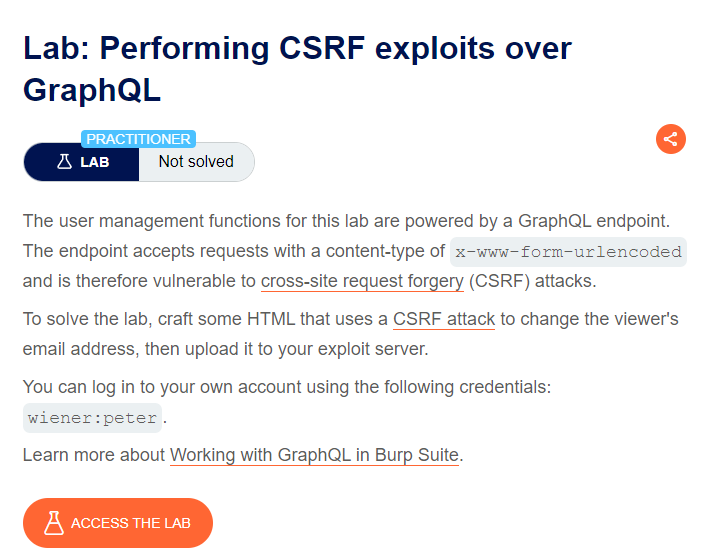 Lab: Performing CSRF exploits over
GraphQL
PRACTITIONER
LAB
Not solved
The user management functions for this lab are powered by a GraphQL endpoint.
The endpoint accepts requests with a content-type of x-www-form-urlencoded
and is therefore vulnerable to cross-site request forgery (CSRF) attacks.
To solve the lab, craft some HTML that uses a CSRF attack to change the viewer's
email address, then upload it to your exploit server.
You can log in to your own account using the following credentials:
wiener:peter.
Learn more about Working with GraphQL in Burp Suite.
ACCESS THE LAB